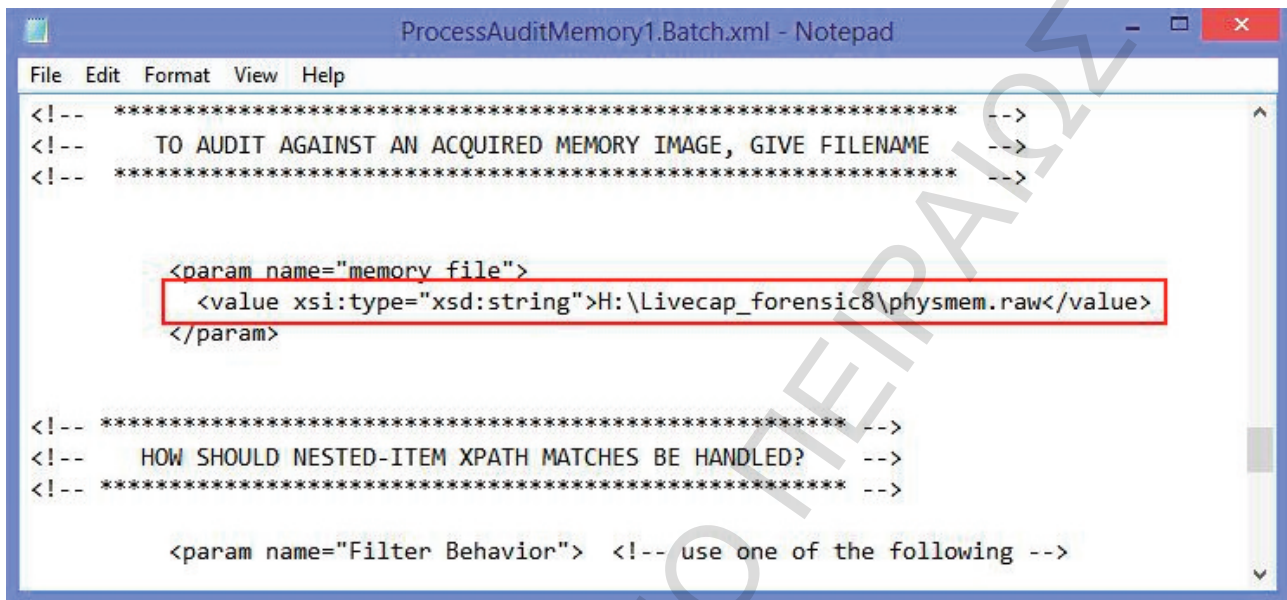 ProcessAuditMemory1.Batch.xml - Notepad
File Edit Format View Help
<!-- ************************************************************* -->
<!-- TO AUDIT AGAINST AN ACQUIRED MEMORY IMAGE, GIVE FILENAME -->
<!-- ************************************************************* -->
<param name="memory file">
<value xsi:type="xsd:string">H:\Livecap_forensic8\physmem.raw</value>
</param>
<!-- ****************************************************** -->
<!-- HOW SHOULD NESTED-ITEM XPATH MATCHES BE HANDLED? -->
<!-- ****************************************************** -->
<param name="Filter Behavior"> <!-- use one of the following -->
Ο ΠΕΙΡΑΙΩΣ